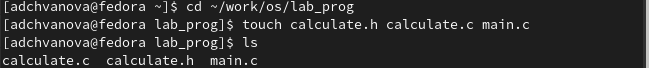 [adchvanova@fedora ~]$ cd ~/work/os/lab_prog
[adchvanova@fedora lab_prog]$ touch calculate.h calculate.c main.c
[adchvanova@fedora lab_prog]$ ls
calculate.c  calculate.h  main.c